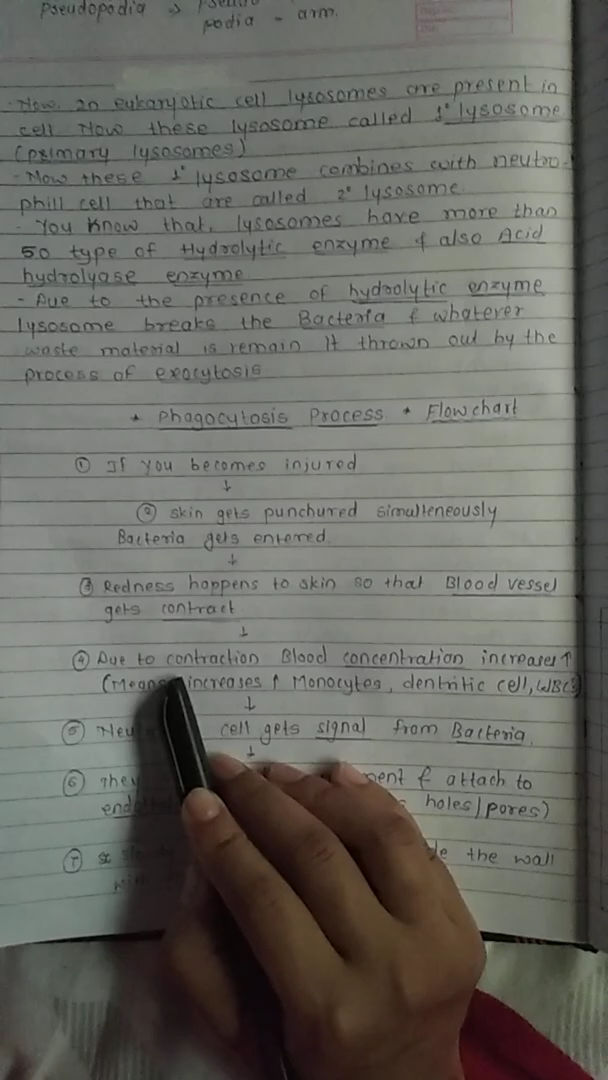 Pseudopodia → Pseudo
podia - arm.
- Now, In eukaryotic cell lysosomes are present in
cell. Now these lysosome called 1° lysosome
(primary lysosomes)
- Now these 1° lysosome combines with neutro-
phill cell that are called 2° lysosome.
- You know that, lysosomes have more than
50 type of Hydrolytic enzyme & also Acid
hydrolyase enzyme
- Due to the presence of hydrolytic enzyme
lysosome breaks the Bacteria & whatever
waste material is remain It thrown out by the
process of exocytosis
* Phagocytosis Process * Flowchart
① If you becomes injured
↓
② skin gets punchured simulteneously
Bacteria gets entered.
↓
③ Redness happens to skin so that Blood vessel
gets contract.
↓
④ Due to contraction Blood concentration increases ↑
(Means increases ↑ Monocytes, dentritic cell, WBCs)
↓
⑤ cell gets signal from Bacteria.
↓
⑥ They & attach to
holes/pores)
⑦ the wall